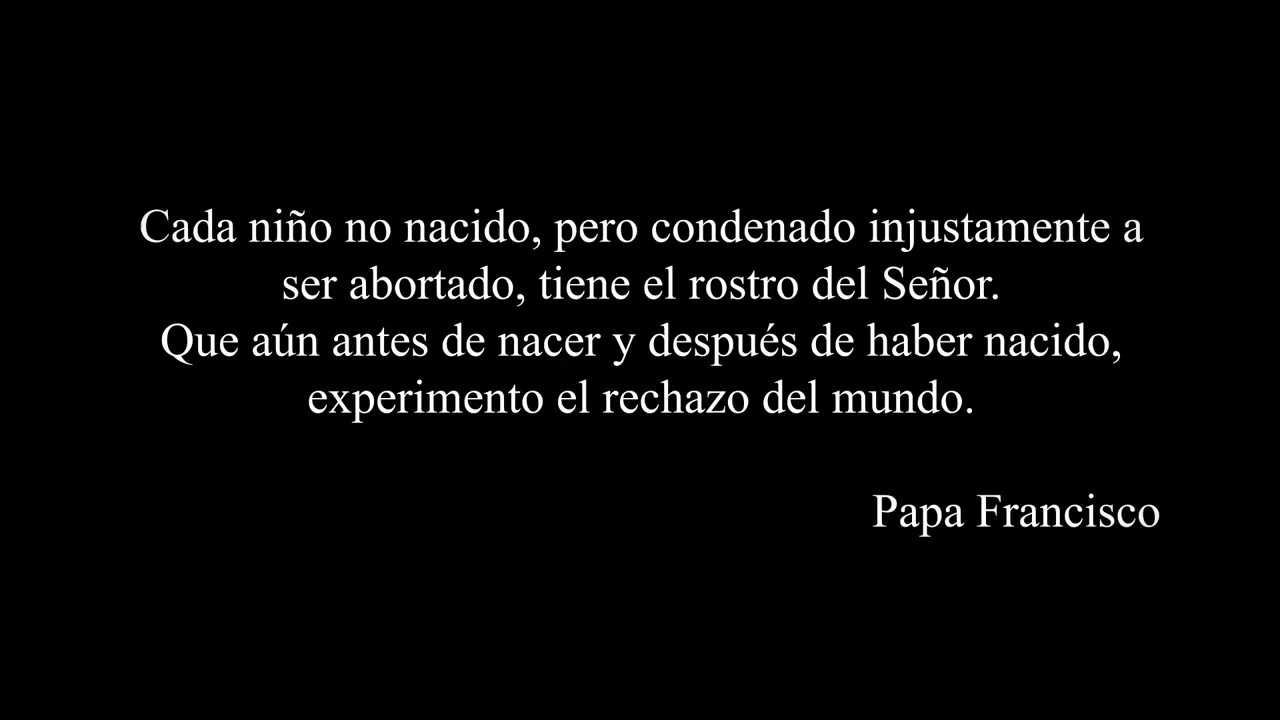 Cada niño no nacido, pero condenado injustamente a
ser abortado, tiene el rostro del Señor.
Que aún antes de nacer y después de haber nacido,
experimento el rechazo del mundo.
Papa Francisco